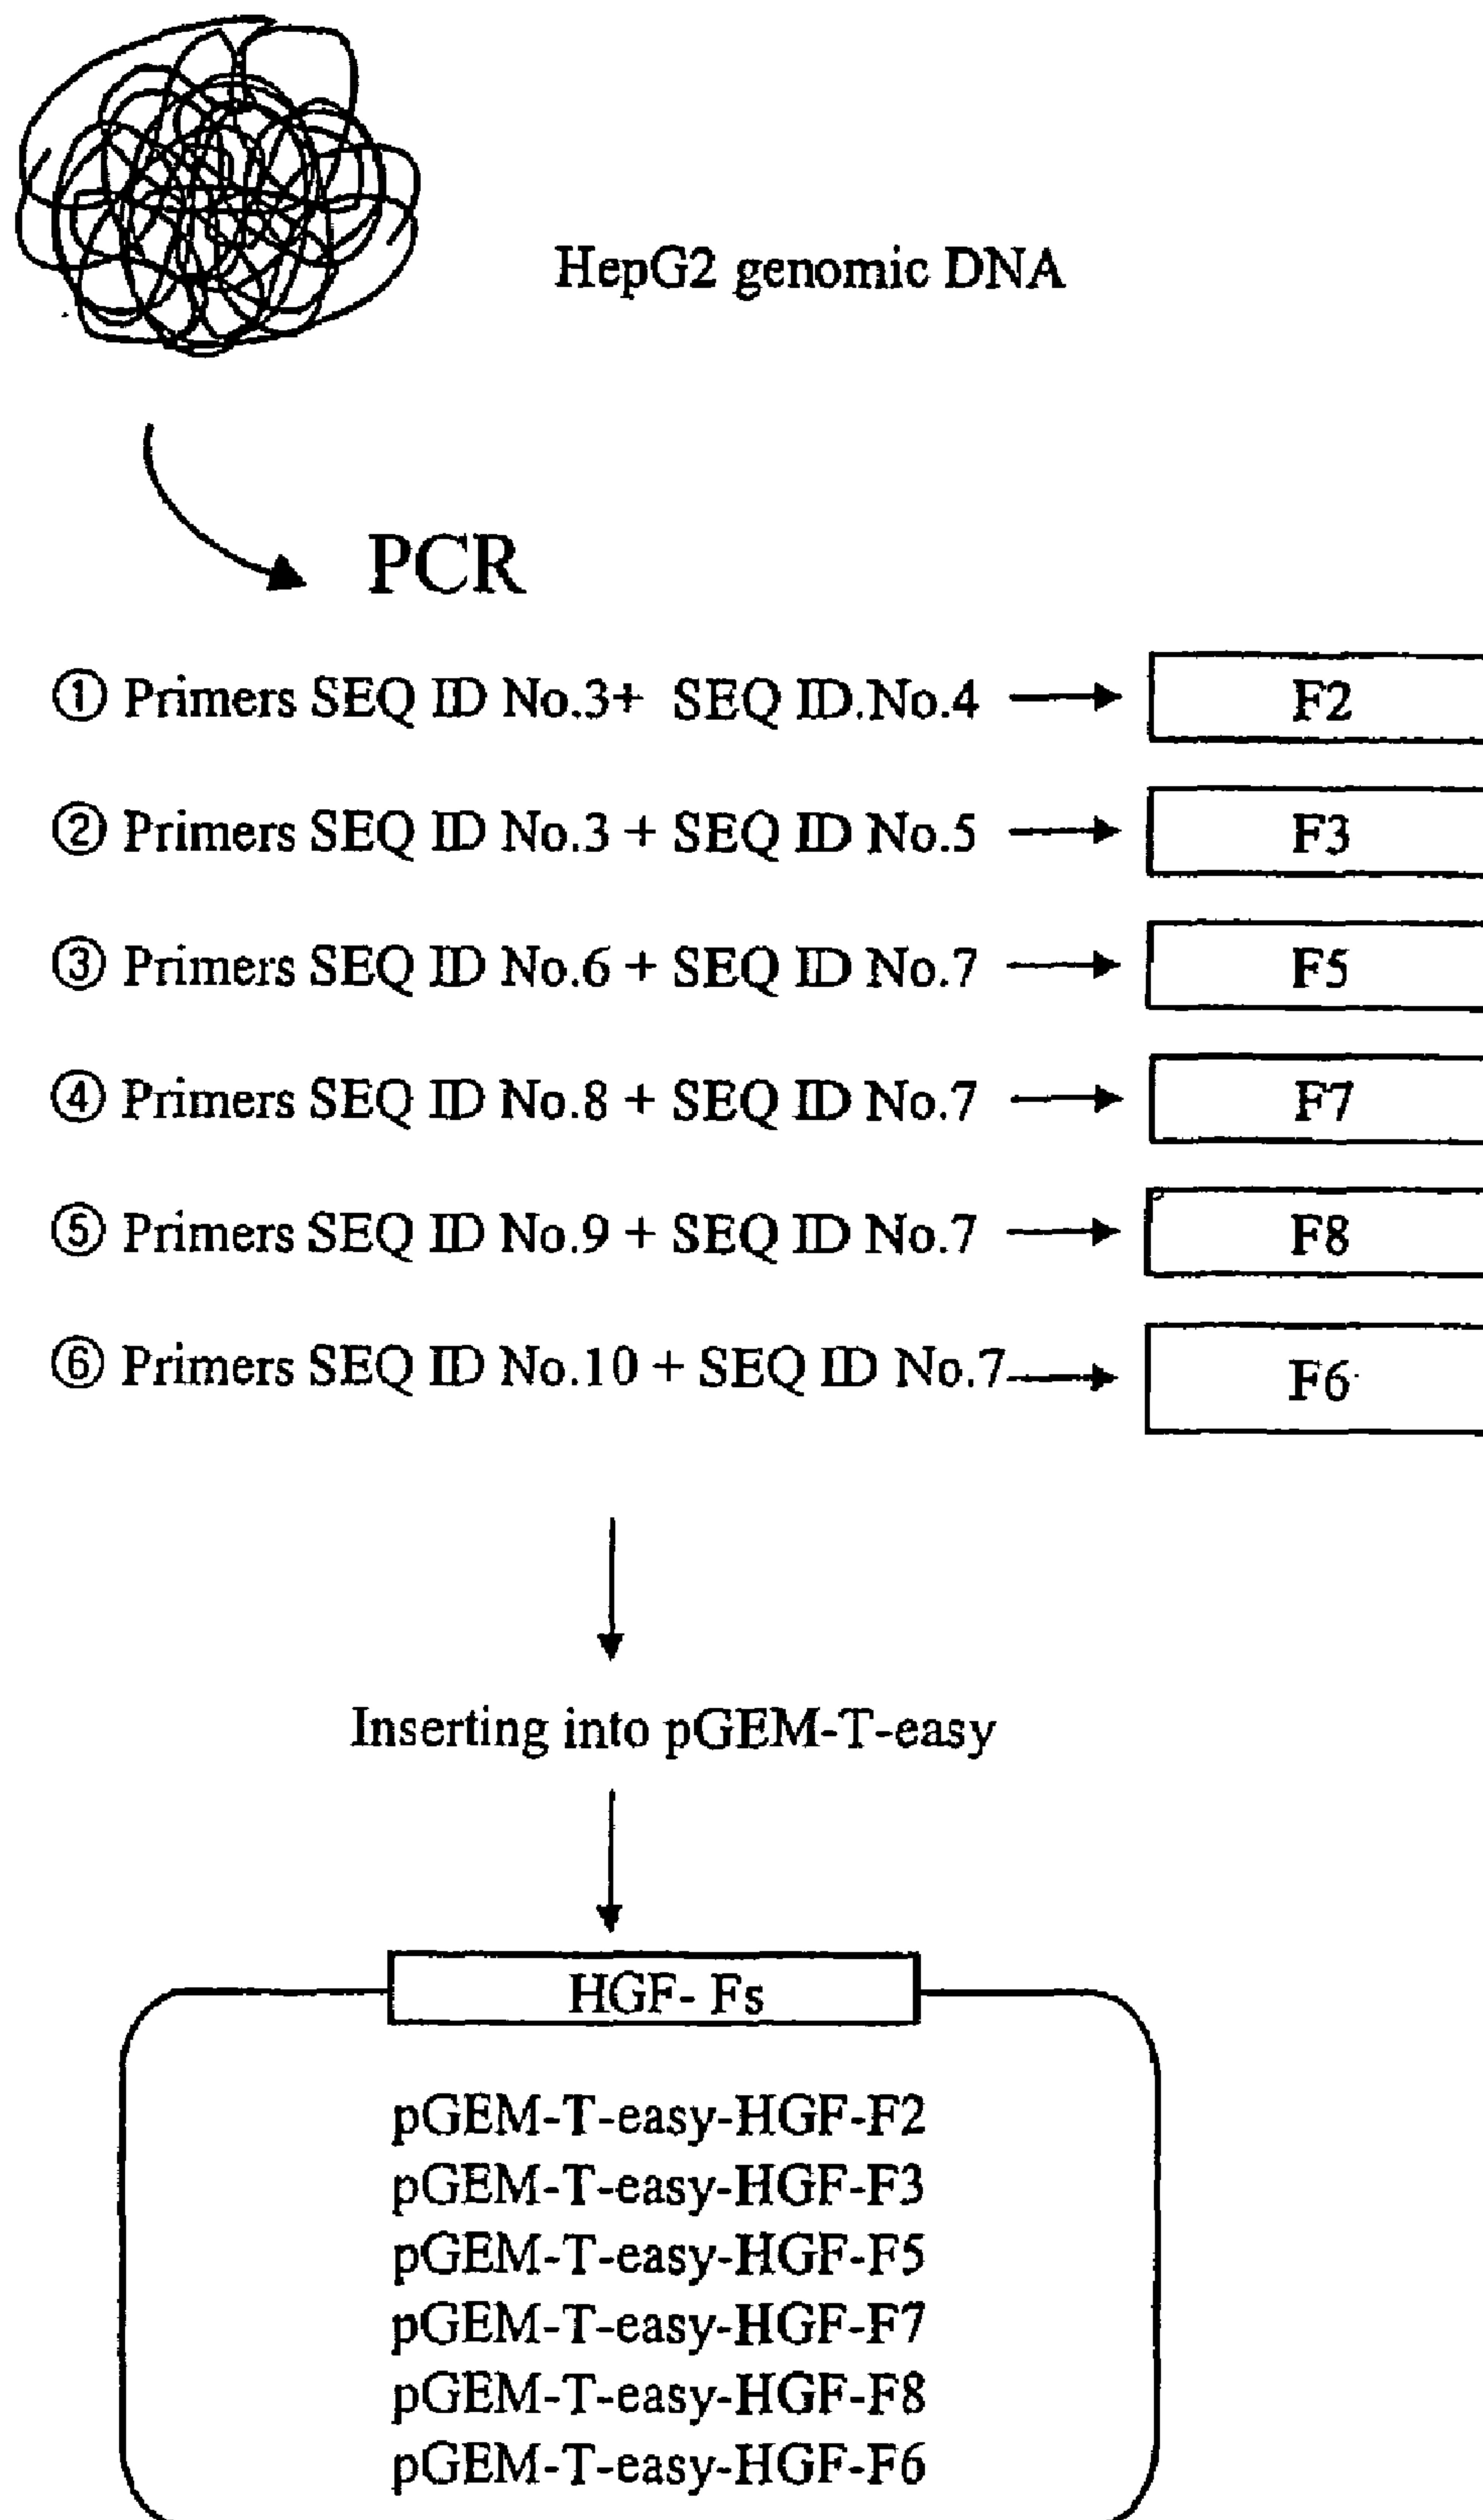 HepG2 genomic DNA
PCR
① Primers SEQ ID No.3+ SEQ ID.No.4 → F2
② Primers SEQ ID No.3 + SEQ ID No.5 → F3
③ Primers SEQ ID No.6 + SEQ ID No.7 → F5
④ Primers SEQ ID No.8 + SEQ ID No.7 → F7
⑤ Primers SEQ ID No.9 + SEQ ID No.7 → F8
⑥ Primers SEQ ID No.10 + SEQ ID No.7 → F6
Inserting into pGEM-T-easy
HGF- Fs
pGEM-T-easy-HGF-F2
pGEM-T-easy-HGF-F3
pGEM-T-easy-HGF-F5
pGEM-T-easy-HGF-F7
pGEM-T-easy-HGF-F8
pGEM-T-easy-HGF-F6